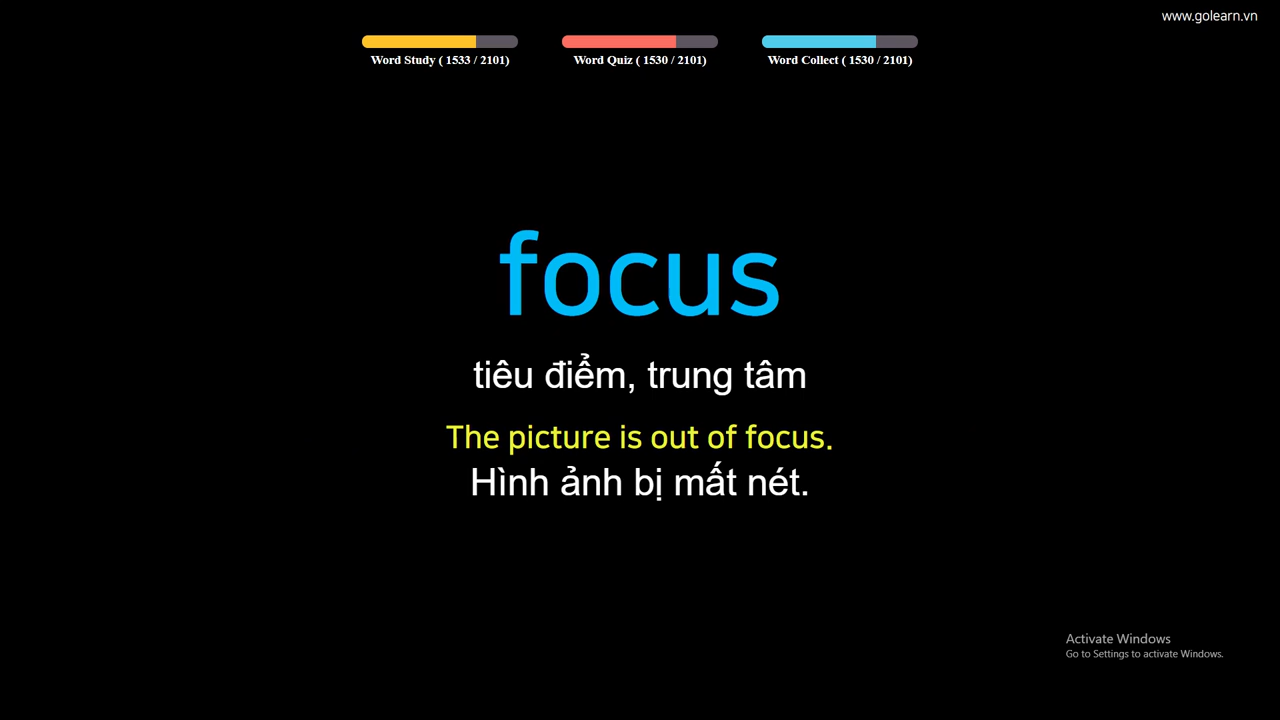 www.golearn.vn
Word Study ( 1533 / 2101)
Word Quiz ( 1530 / 2101)
Word Collect ( 1530 / 2101)
focus
tiêu điểm, trung tâm
The picture is out of focus.
Hình ảnh bị mất nét.
Activate Windows
Go to Settings to activate Windows.